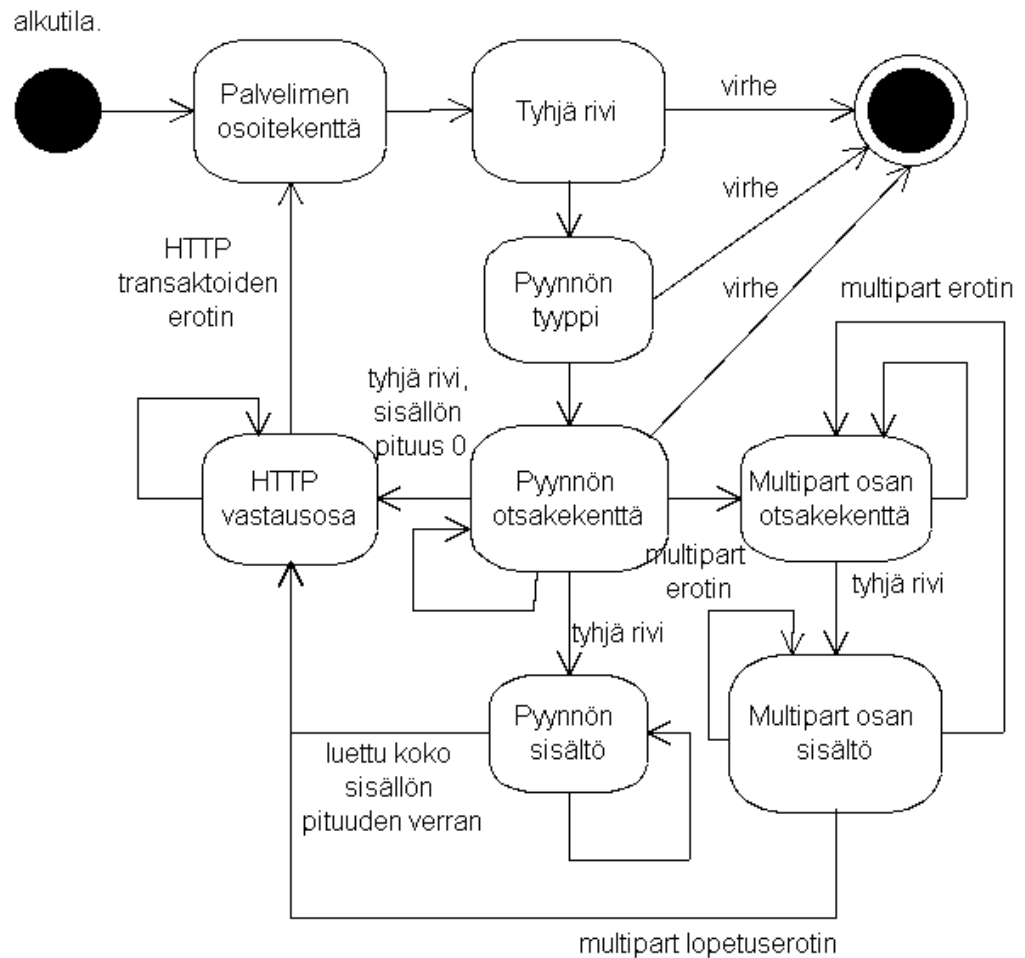 alkutila.
Palvelimen
osoitekenttä
Tyhjä rivi
virhe
virhe
Pyynnön
tyyppi
virhe
HTTP
transaktoiden
erotin
multipart erotin
tyhjä rivi,
sisällön
pituus 0
HTTP
vastausosa
Pyynnön
otsakekenttä
Multipart osan
otsakekenttä
multipart
erotin
tyhjä rivi
tyhjä rivi
Pyynnön
sisältö
Multipart osan
sisältö
luettu koko
sisällön
pituuden verran
multipart lopetuserotin